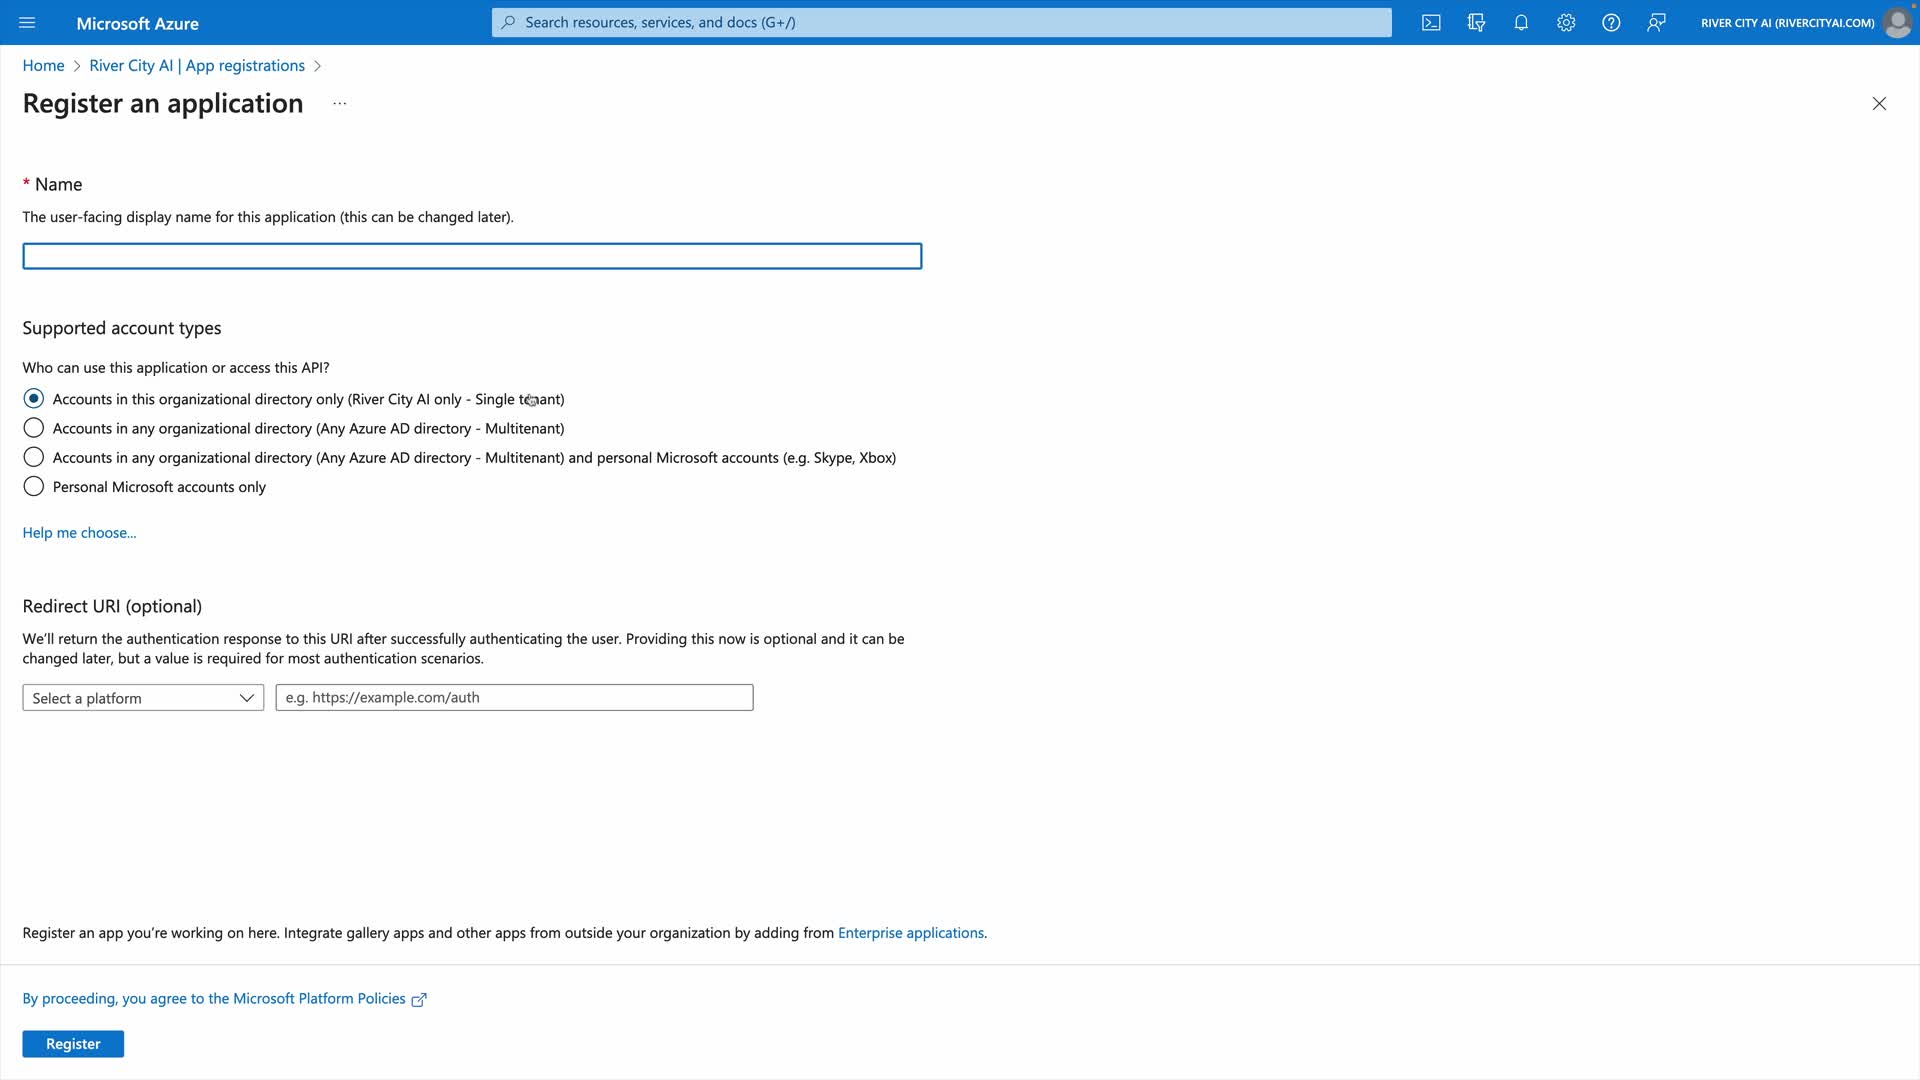 Microsoft Azure
Search resources, services, and docs (G+/)
RIVER CITY AI (RIVERCITYAI.COM)
Home > River City AI | App registrations >
Register an application ...
* Name
The user-facing display name for this application (this can be changed later).
Supported account types
Who can use this application or access this API?
Accounts in this organizational directory only (River City AI only - Single tenant)
Accounts in any organizational directory (Any Azure AD directory - Multitenant)
Accounts in any organizational directory (Any Azure AD directory - Multitenant) and personal Microsoft accounts (e.g. Skype, Xbox)
Personal Microsoft accounts only
Help me choose...
Redirect URI (optional)
We’ll return the authentication response to this URI after successfully authenticating the user. Providing this now is optional and it can be
changed later, but a value is required for most authentication scenarios.
Select a platform
e.g. https://example.com/auth
Register an app you’re working on here. Integrate gallery apps and other apps from outside your organization by adding from Enterprise applications.
By proceeding, you agree to the Microsoft Platform Policies
Register